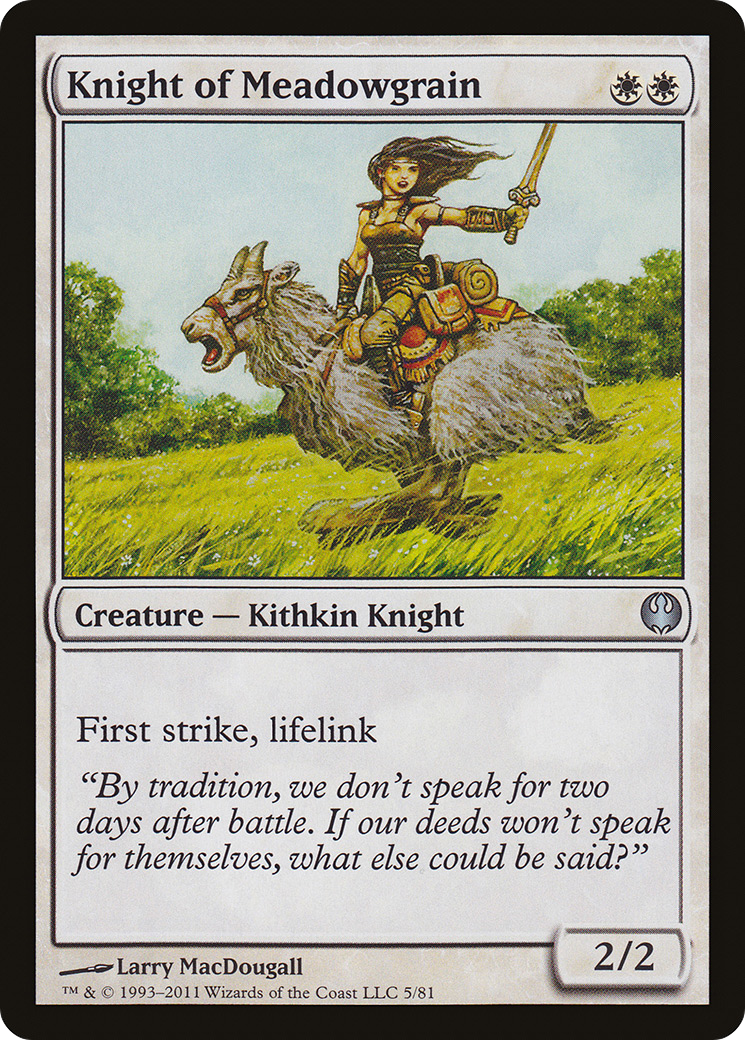 Knight of Meadowgrain
Creature — Kithkin Knight
First strike, lifelink
“By tradition, we don’t speak for two
days after battle. If our deeds won’t speak
for themselves, what else could be said?”
2/2
Larry MacDougall
™ & © 1993–2011 Wizards of the Coast LLC 5/81